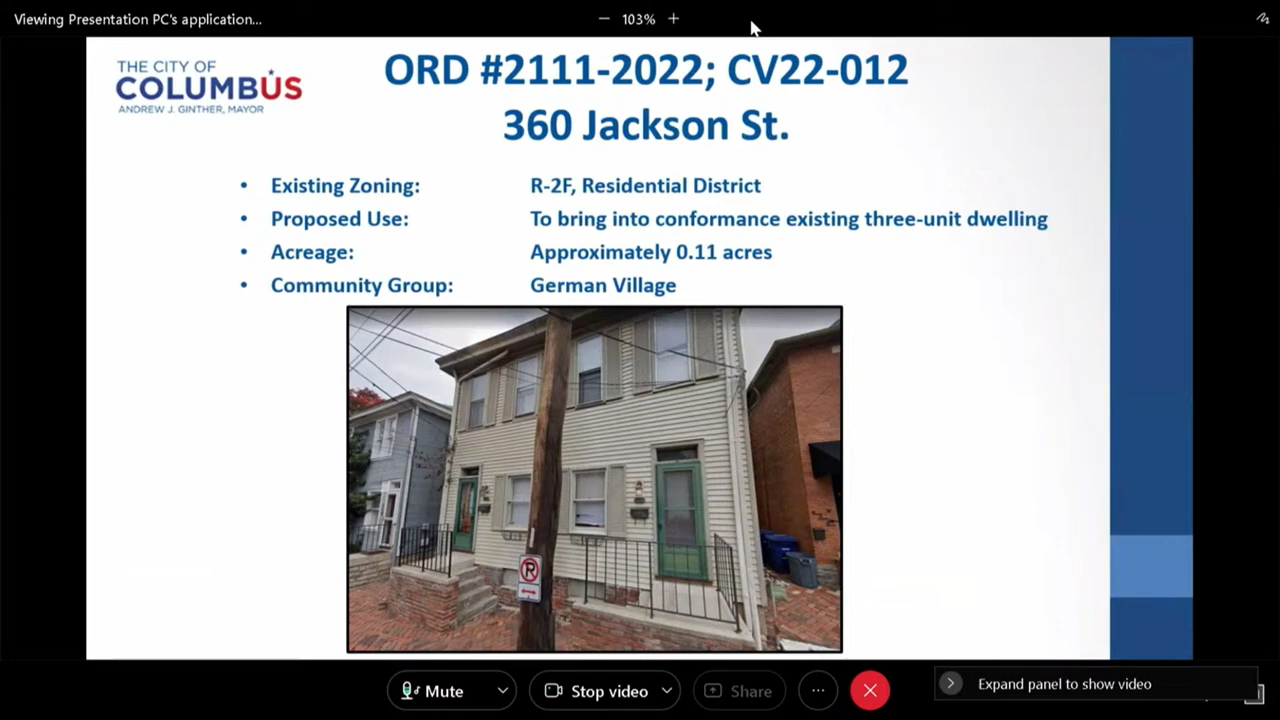 Viewing Presentation PC's application...
103%
THE CITY OF
COLUMBUS
ANDREW J. GINTHER, MAYOR
ORD #2111-2022; CV22-012
360 Jackson St.
• Existing Zoning: R-2F, Residential District
• Proposed Use: To bring into conformance existing three-unit dwelling
• Acreage: Approximately 0.11 acres
• Community Group: German Village
P
Mute
Stop video
Share
Expand panel to show video